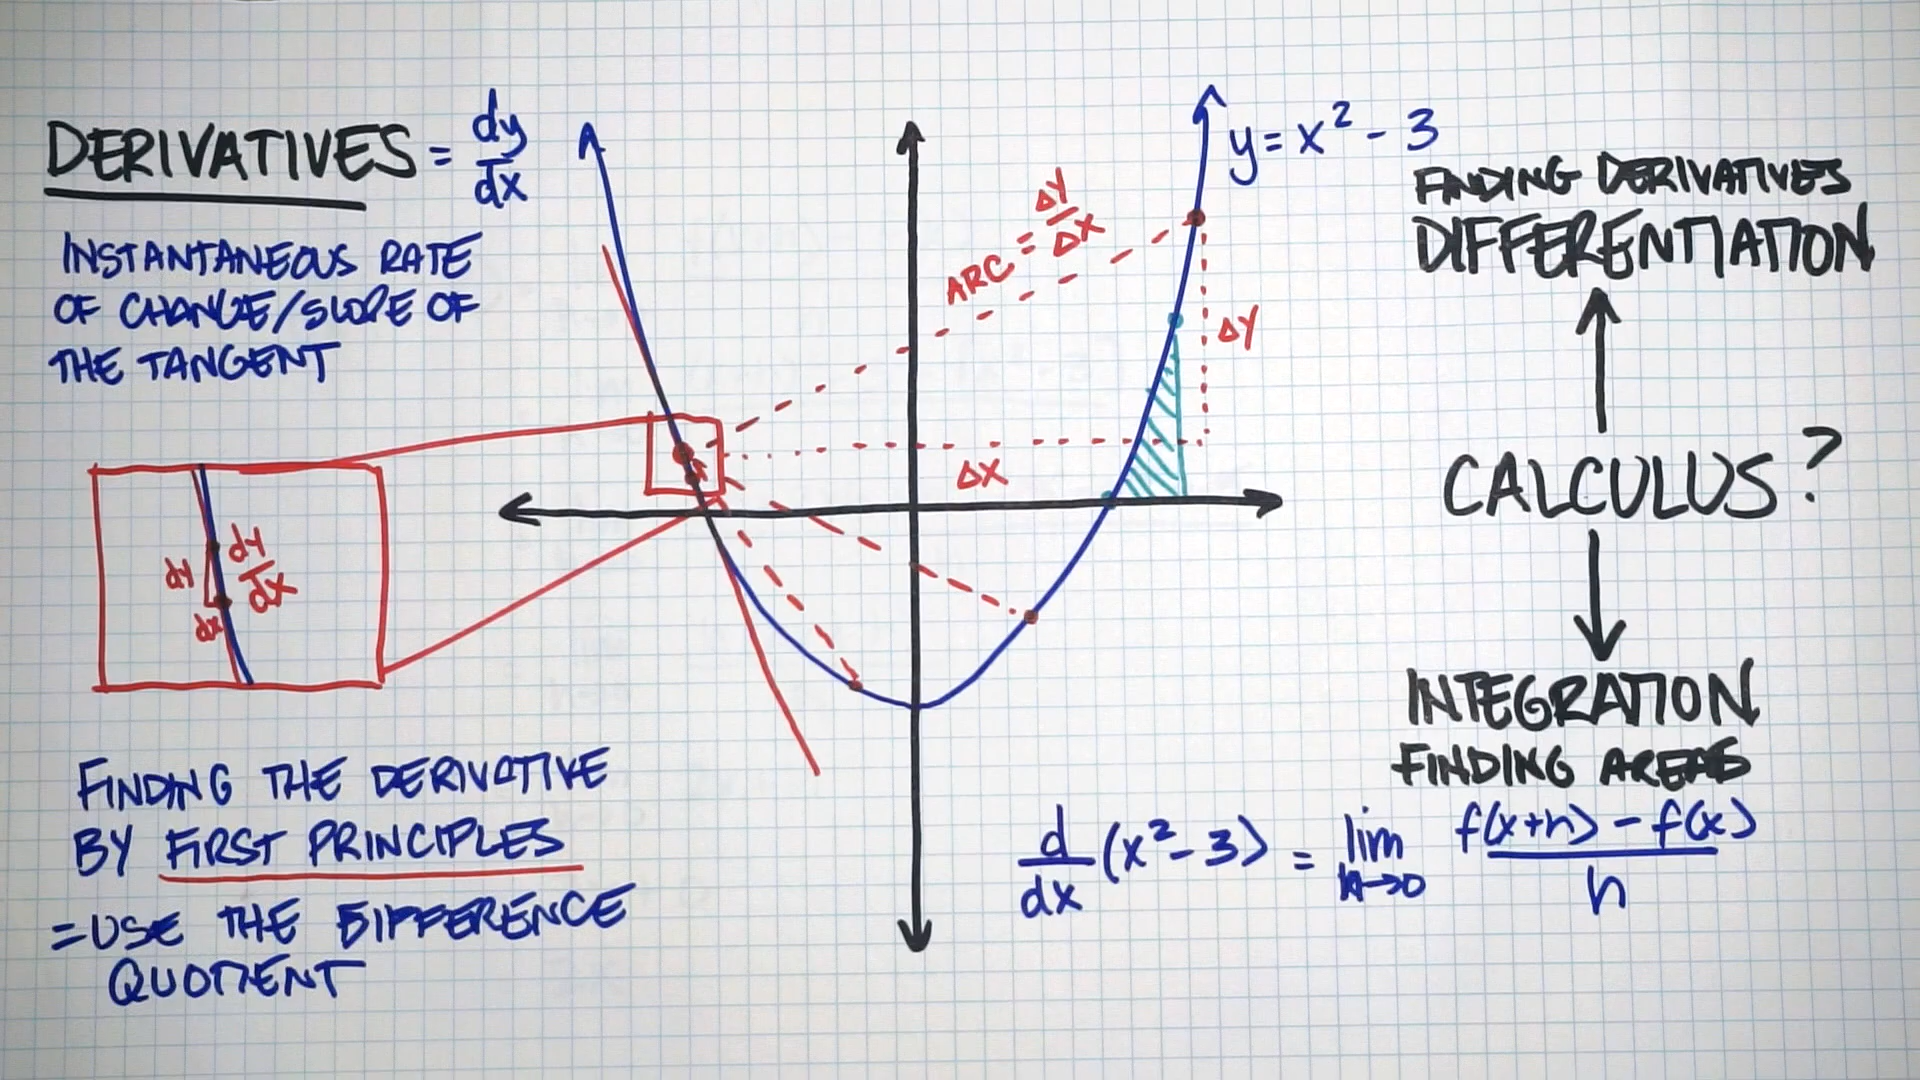 DERIVATIVES = dy/dx
INSTANTANEOUS RATE
OF CHANGE/SLOPE OF
THE TANGENT
dy
dy/dx
dx
FINDING THE DERIVATIVE
BY FIRST PRINCIPLES
= USE THE DIFFERENCE
QUOTIENT
y = x² - 3
ARC = ΔY/ΔX
ΔY
ΔX
FINDING DERIVATIVES
DIFFERENTIATION
CALCULUS?
INTEGRATION
FINDING AREAS
d/dx (x² - 3) = lim h→0 f(x+h) - f(x)/h